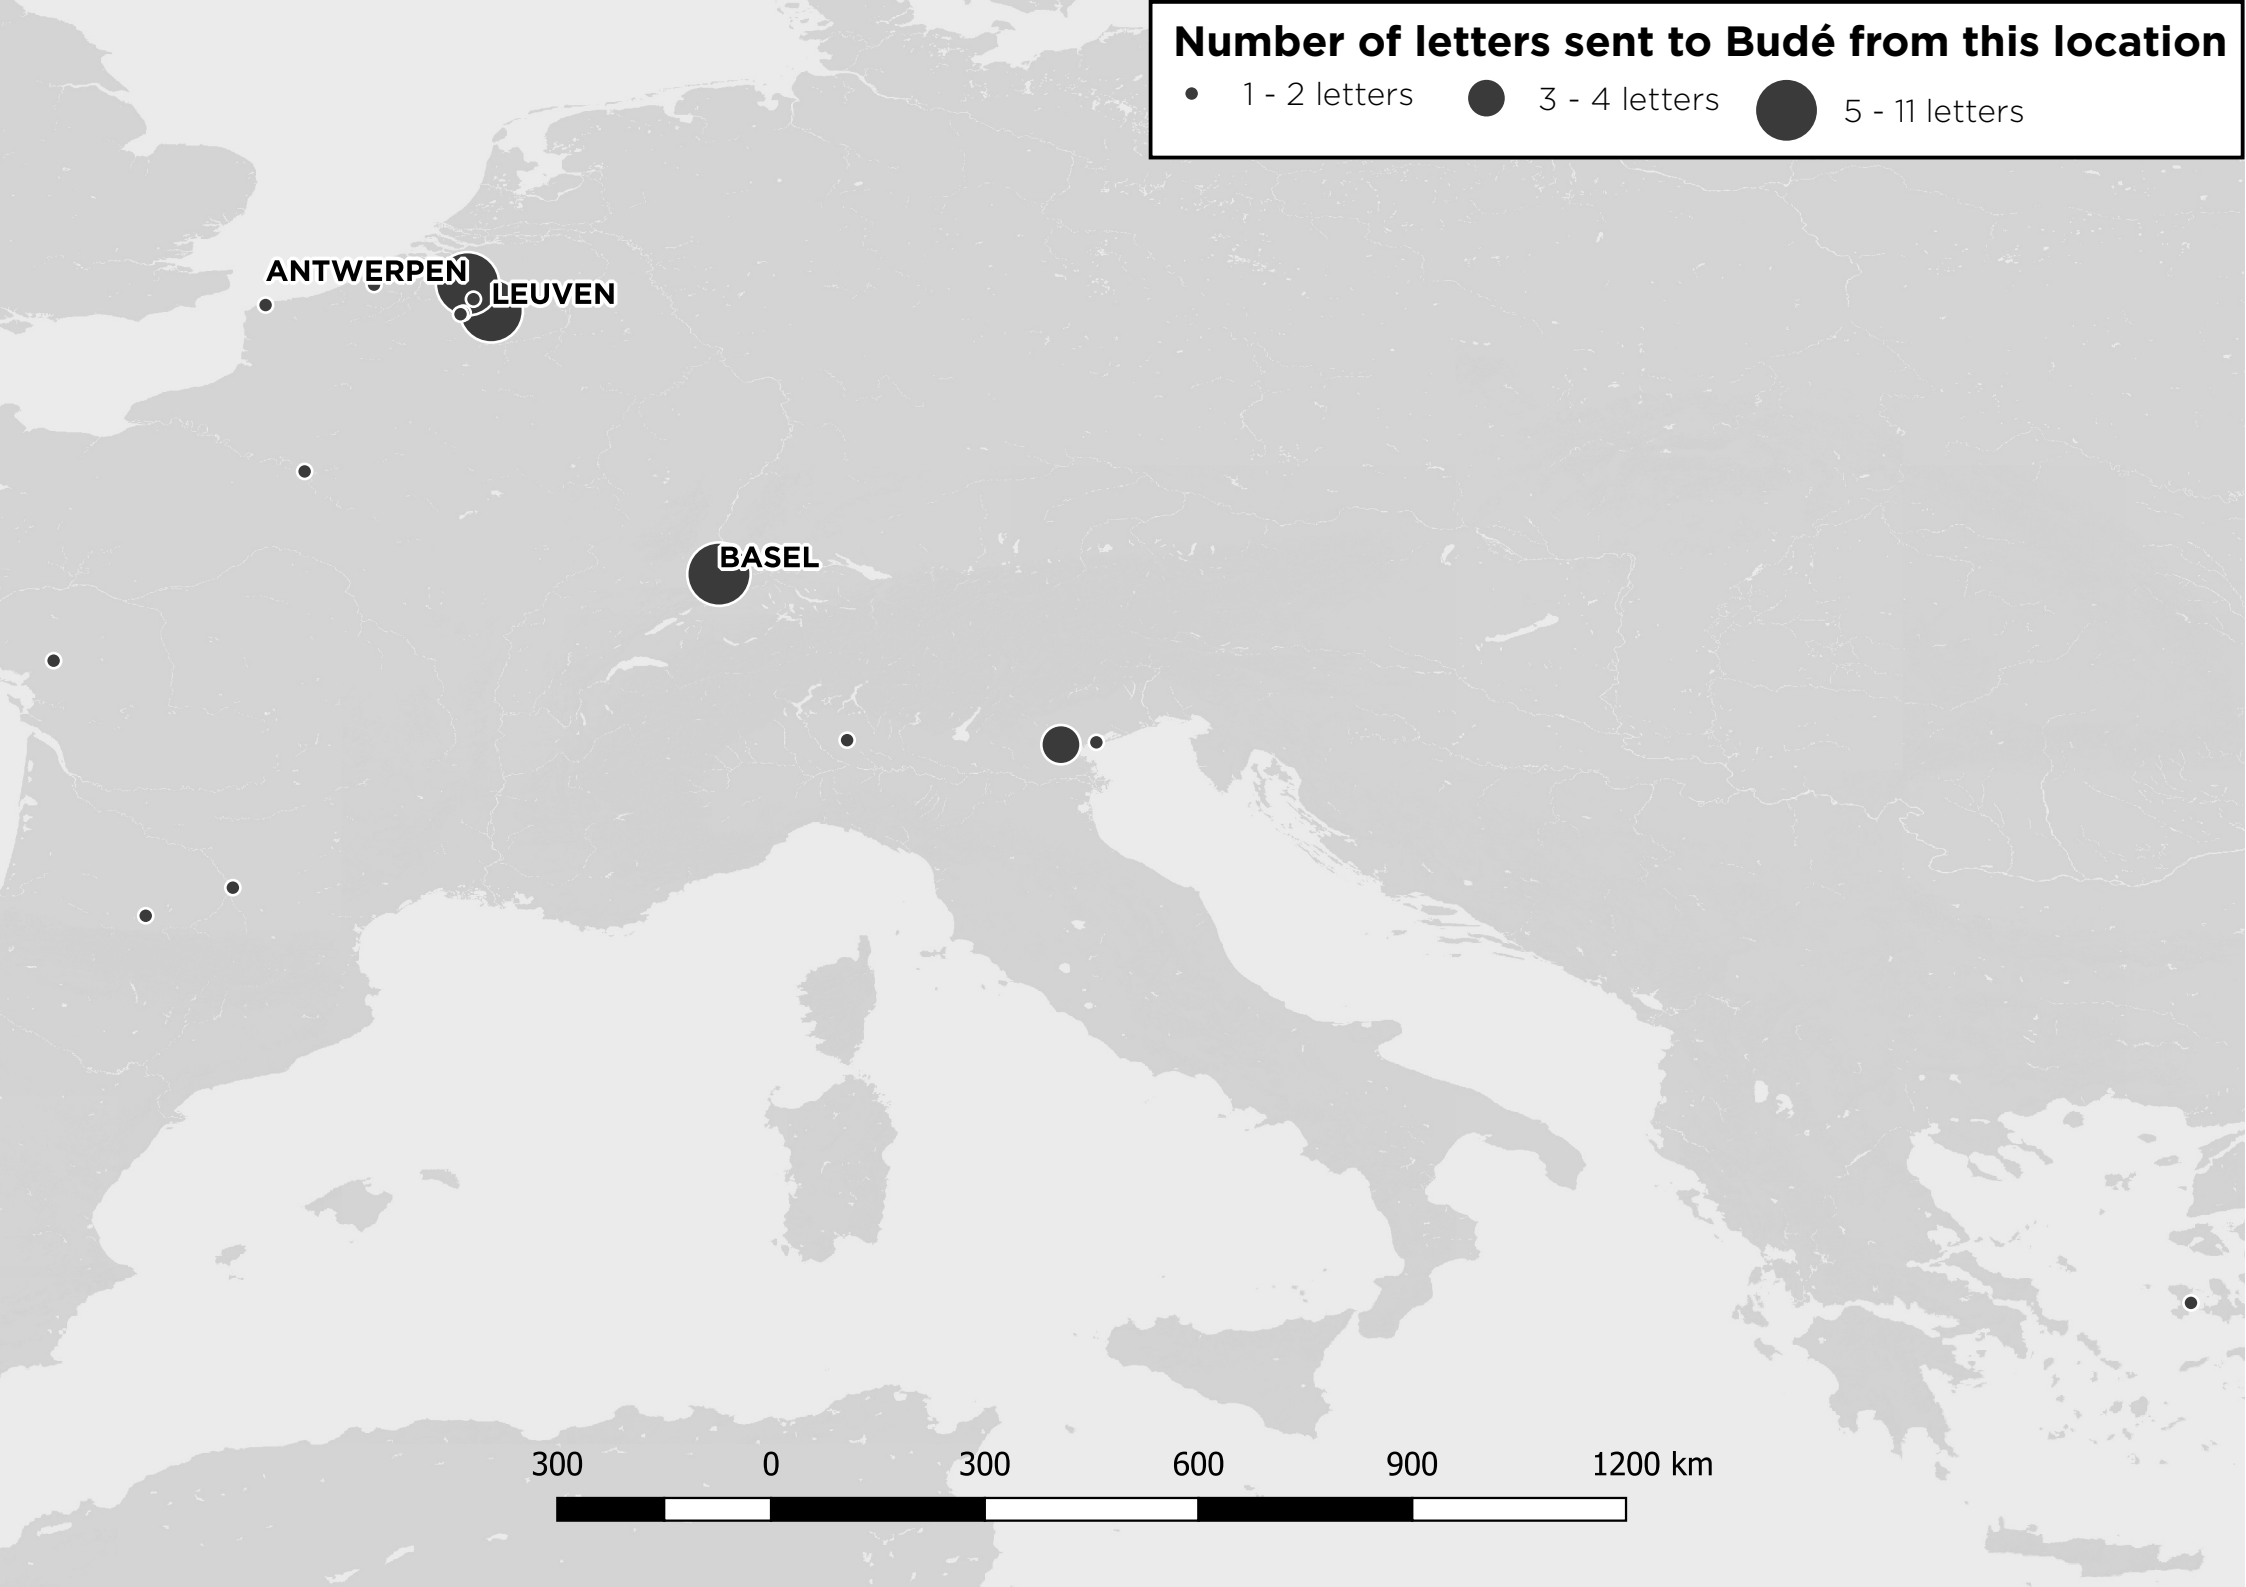 Number of letters sent to Budé from this location
1 - 2 letters 3 - 4 letters 5 - 11 letters
ANTWERPEN
LEUVEN
BASEL
300 0 300 600 900 1200 km